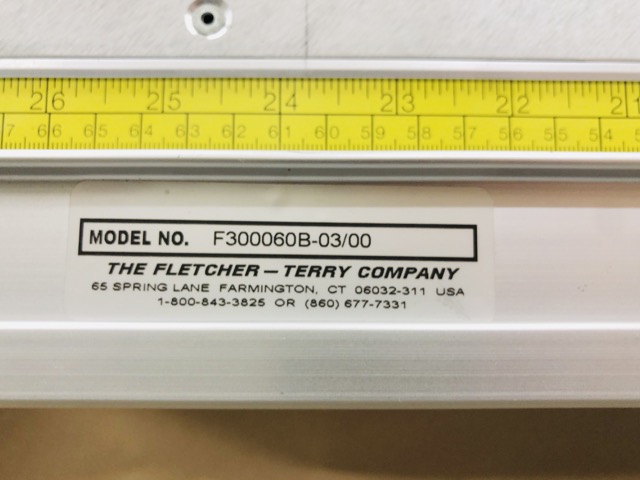 26 25 24 23 22 2
7 66 65 64 63 62 61 60 59 58 57 56 55 54
MODEL NO. F300060B-03/00
THE FLETCHER – TERRY COMPANY
65 SPRING LANE FARMINGTON, CT 06032-311 USA
1-800-843-3825 OR (860) 677-7331